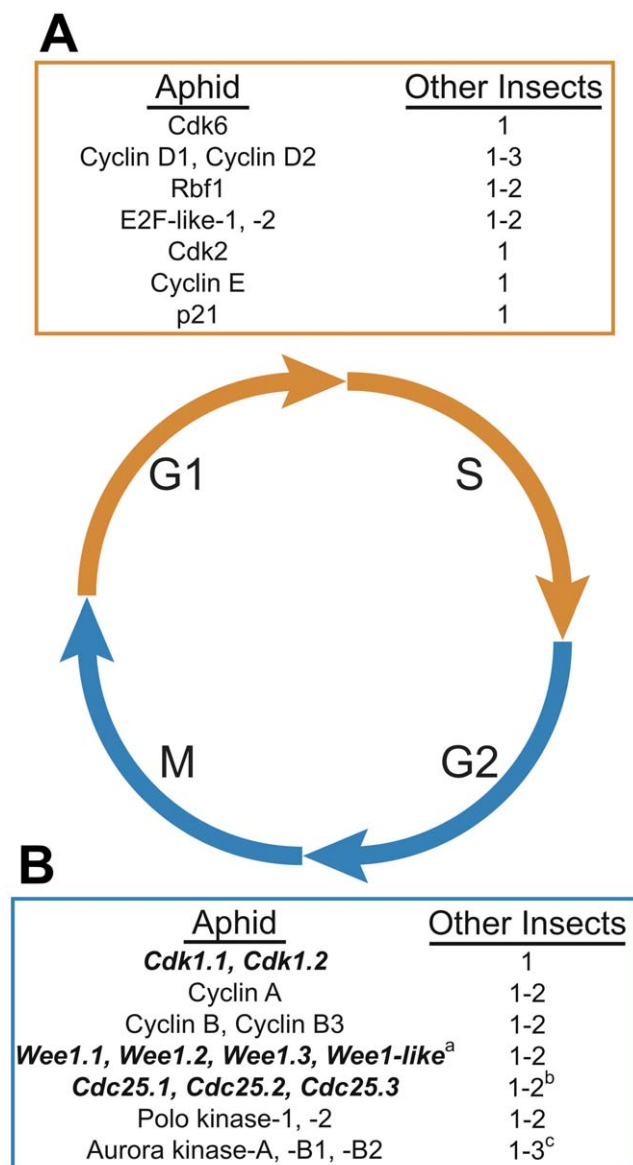 A
Aphid Other Insects
Cdk6 1
Cyclin D1, Cyclin D2 1-3
Rbf1 1-2
E2F-like-1, -2 1-2
Cdk2 1
Cyclin E 1
p21 1
G1 S
M G2
B
Aphid Other Insects
Cdk1.1, Cdk1.2 1
Cyclin A 1-2
Cyclin B, Cyclin B3 1-2
Wee1.1, Wee1.2, Wee1.3, Wee1-likeᵃ 1-2
Cdc25.1, Cdc25.2, Cdc25.3 1-2ᵇ
Polo kinase-1, -2 1-2
Aurora kinase-A, -B1, -B2 1-3ᶜ